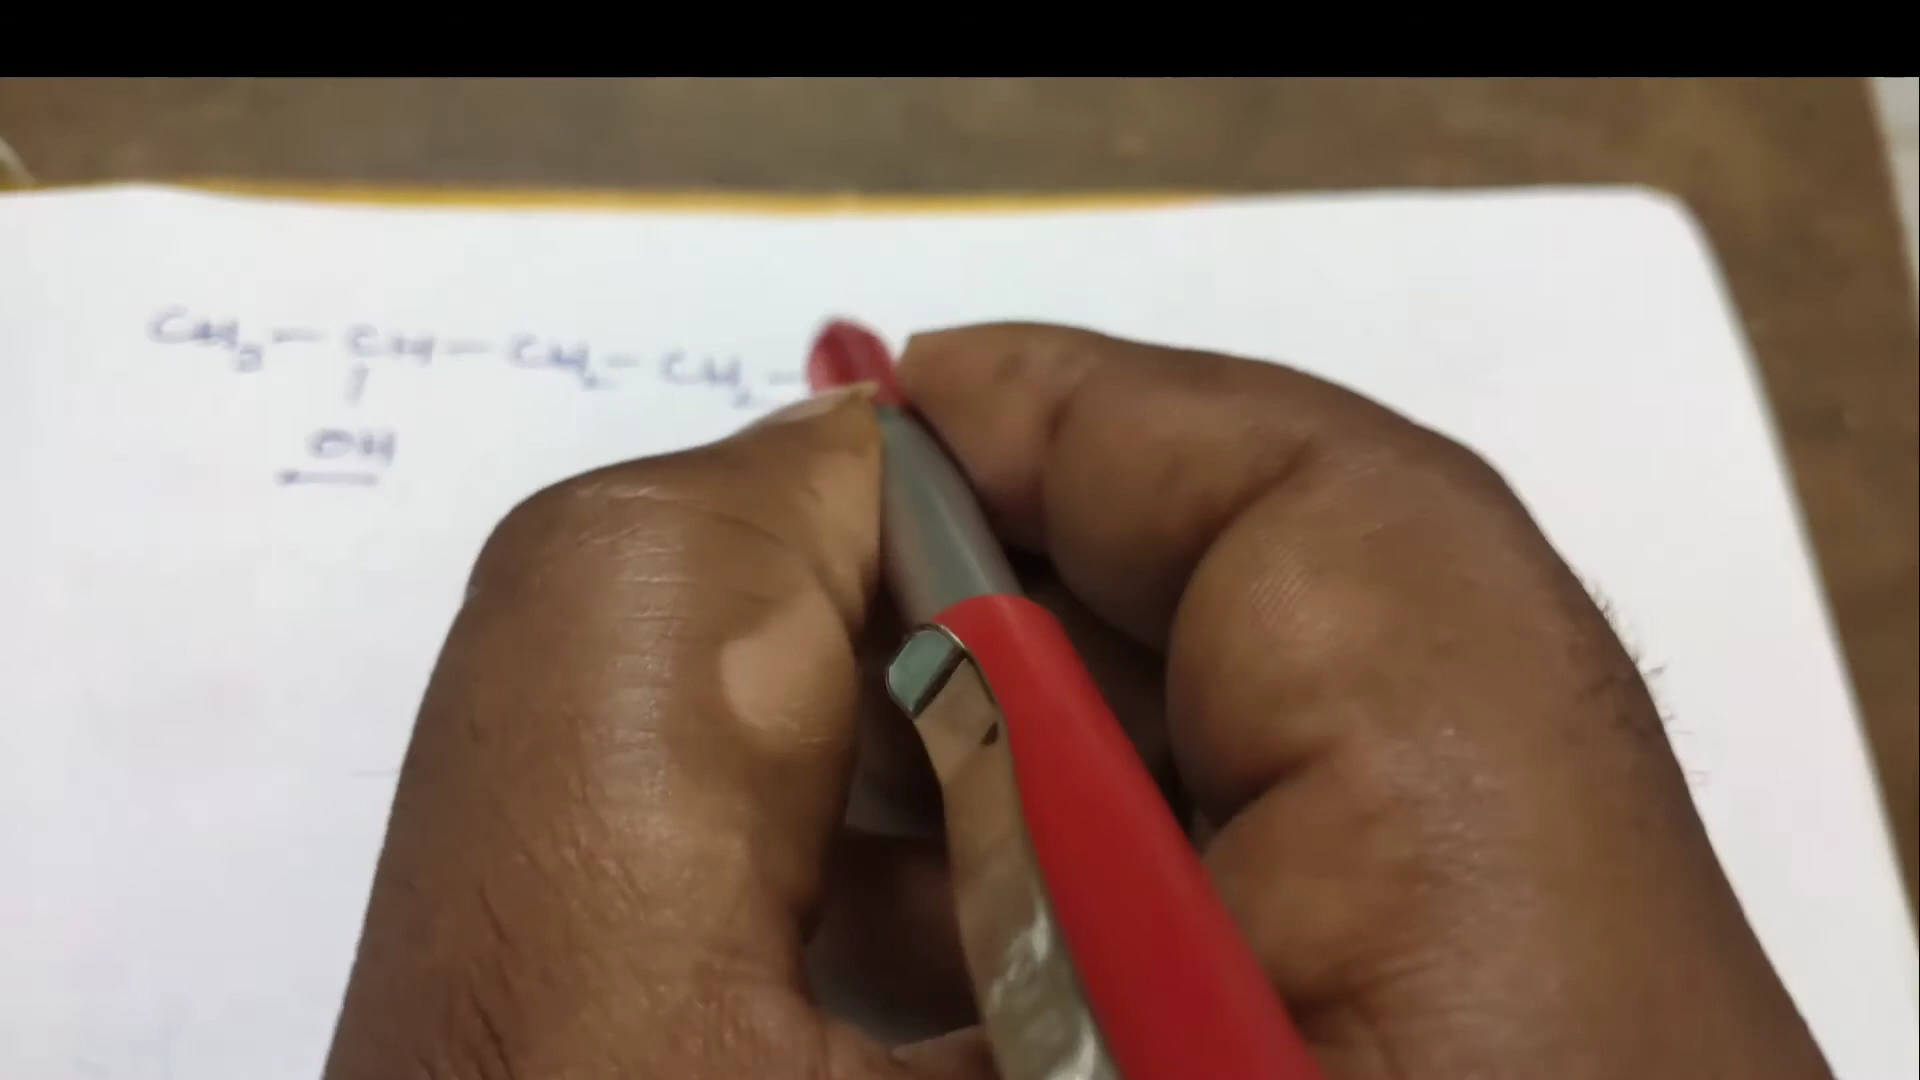 CH₃ — CH — CH₂ — CH₂ —
|
OH